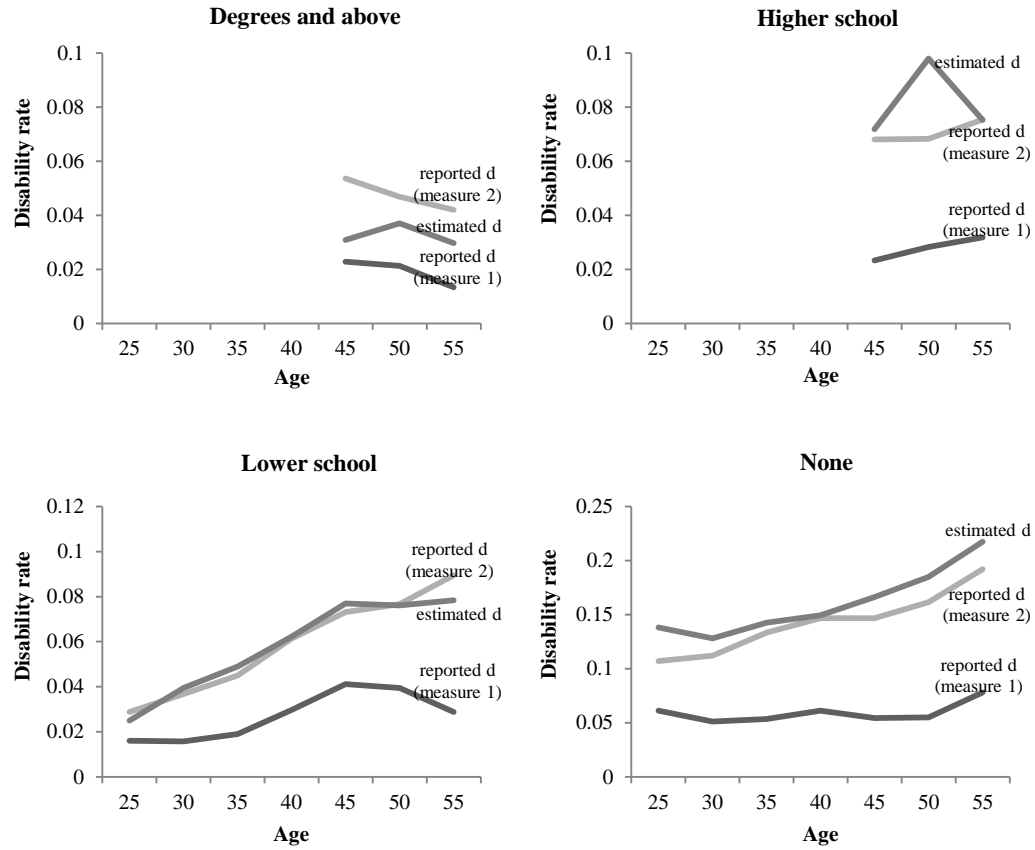 Degrees and above
0.1
0.08
0.06
0.04
0.02
0
Disability rate
reported d
(measure 2)
estimated d
reported d
(measure 1)
25 30 35 40 45 50 55
Age
Higher school
0.1
0.08
0.06
0.04
0.02
0
Disability rate
estimated d
reported d
(measure 2)
reported d
(measure 1)
25 30 35 40 45 50 55
Age
Lower school
0.12
0.1
0.08
0.06
0.04
0.02
0
Disability rate
reported d
(measure 2)
estimated d
reported d
(measure 1)
25 30 35 40 45 50 55
Age
None
0.25
0.2
0.15
0.1
0.05
0
Disability rate
estimated d
reported d
(measure 2)
reported d
(measure 1)
25 30 35 40 45 50 55
Age